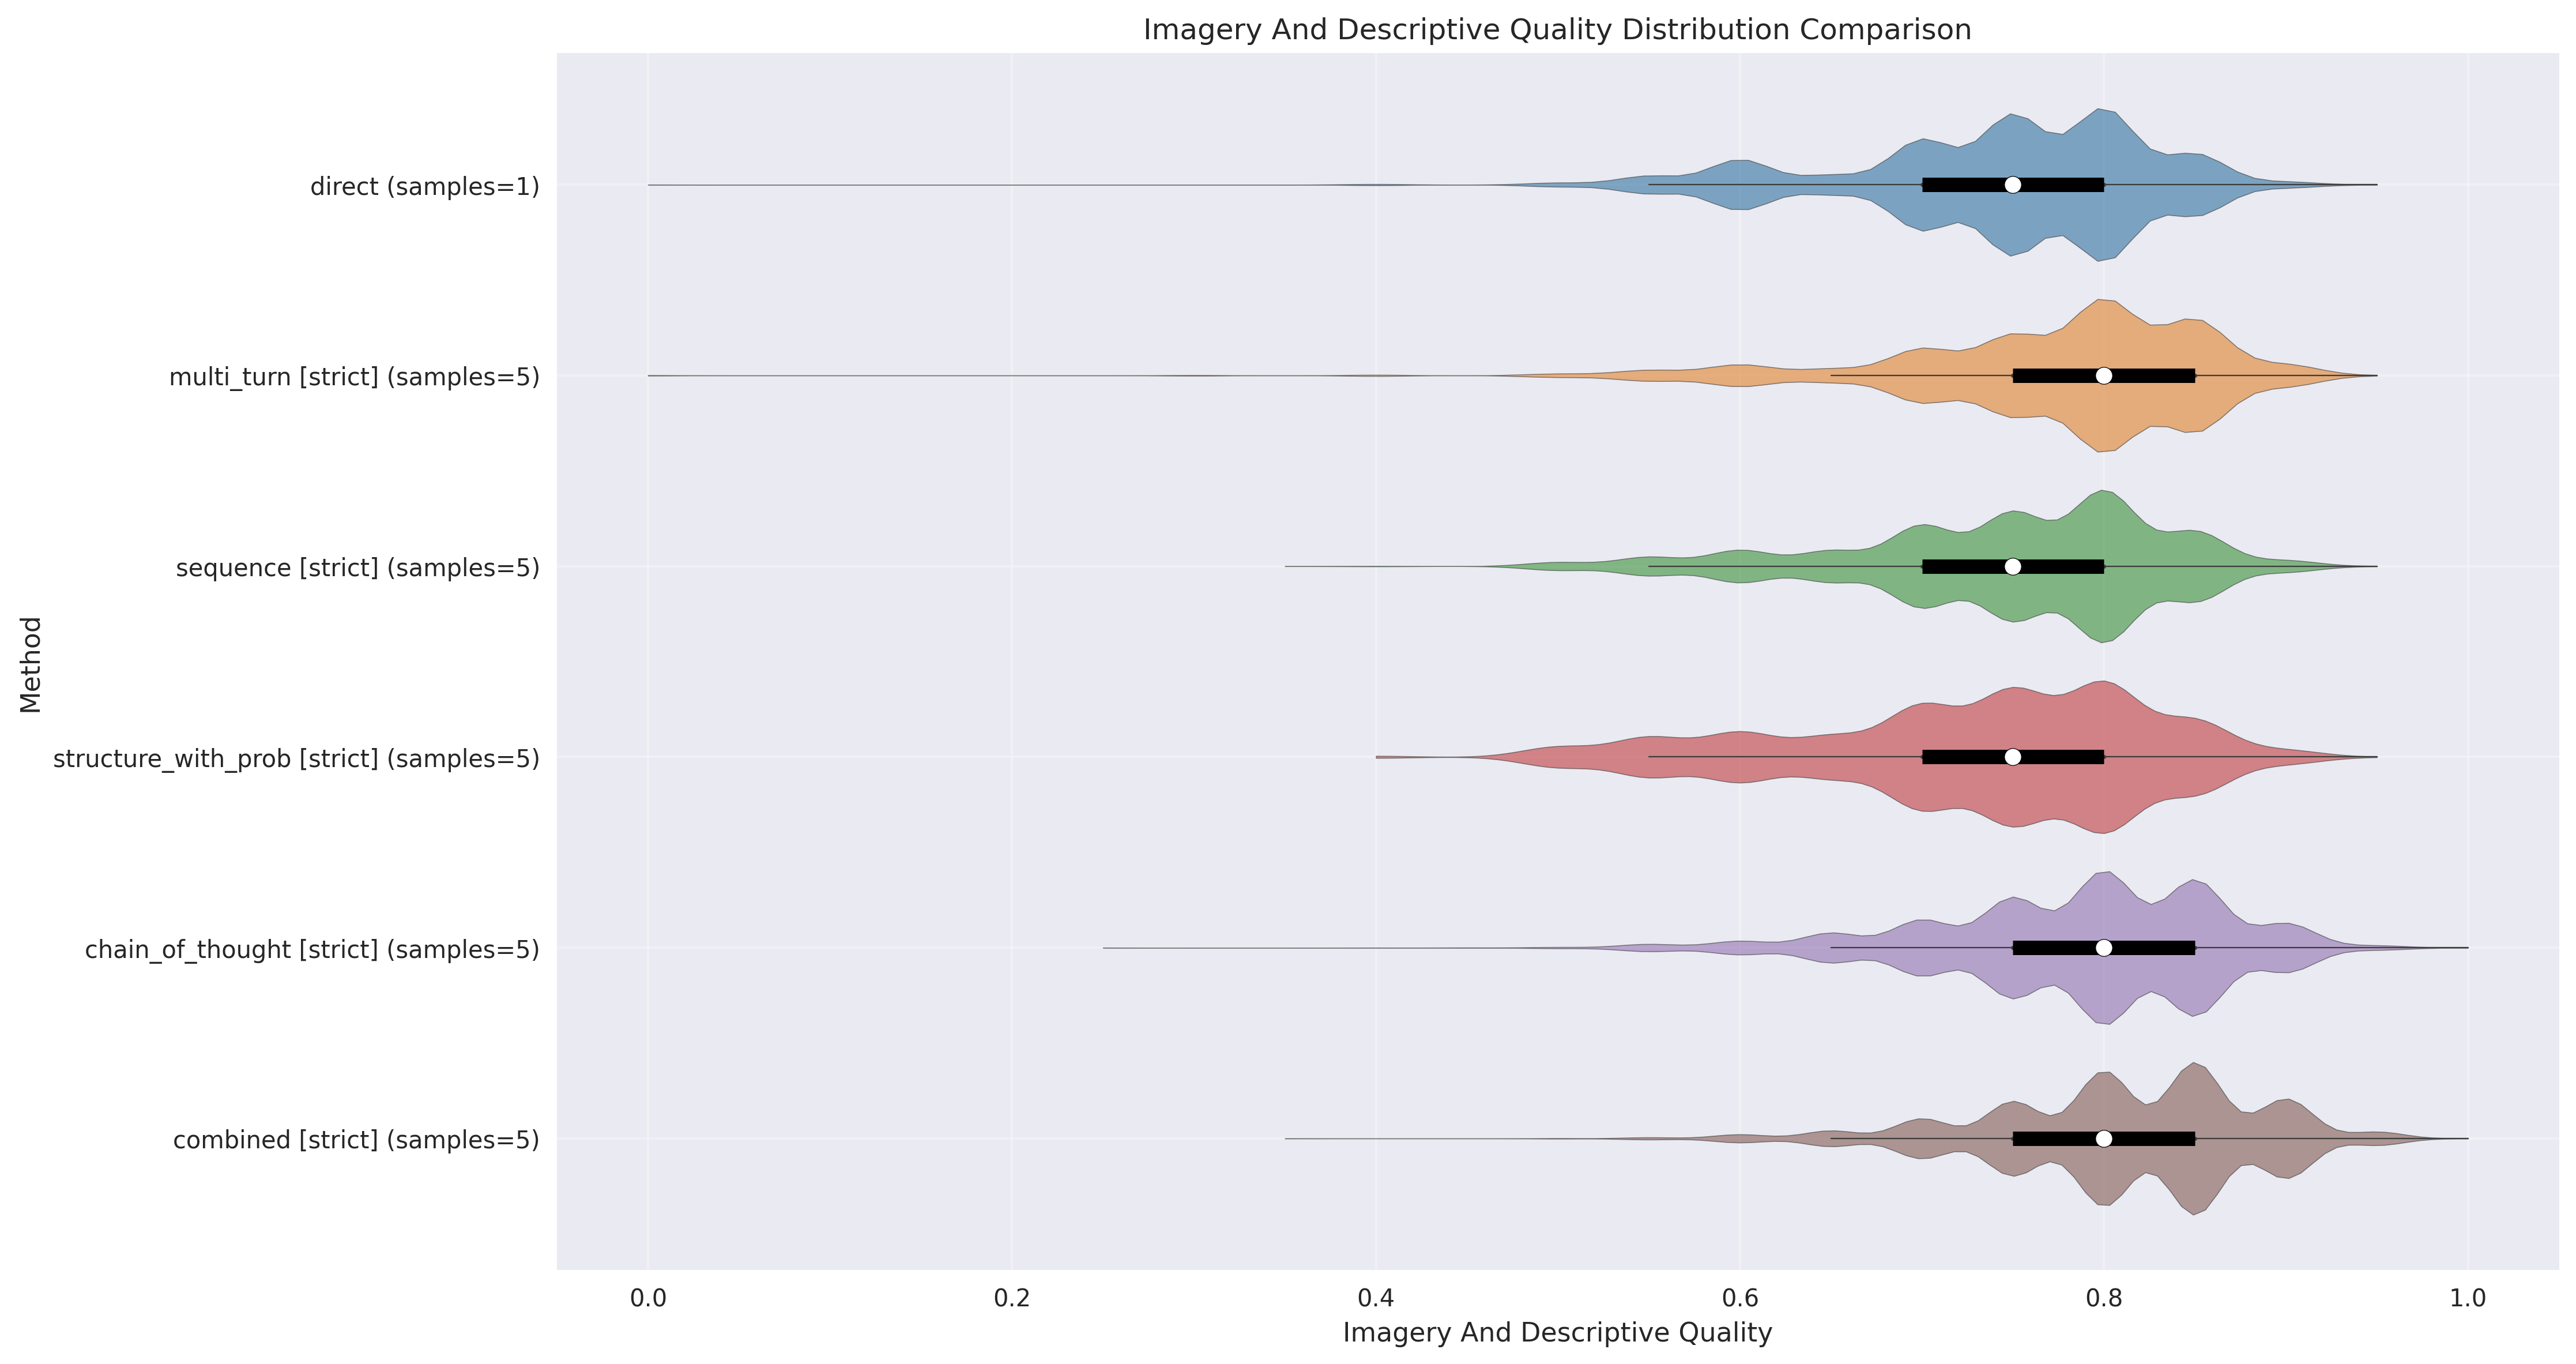 Imagery And Descriptive Quality Distribution Comparison
Method
direct (samples=1)
multi_turn [strict] (samples=5)
sequence [strict] (samples=5)
structure_with_prob [strict] (samples=5)
chain_of_thought [strict] (samples=5)
combined [strict] (samples=5)
0.0 0.2 0.4 0.6 0.8 1.0
Imagery And Descriptive Quality